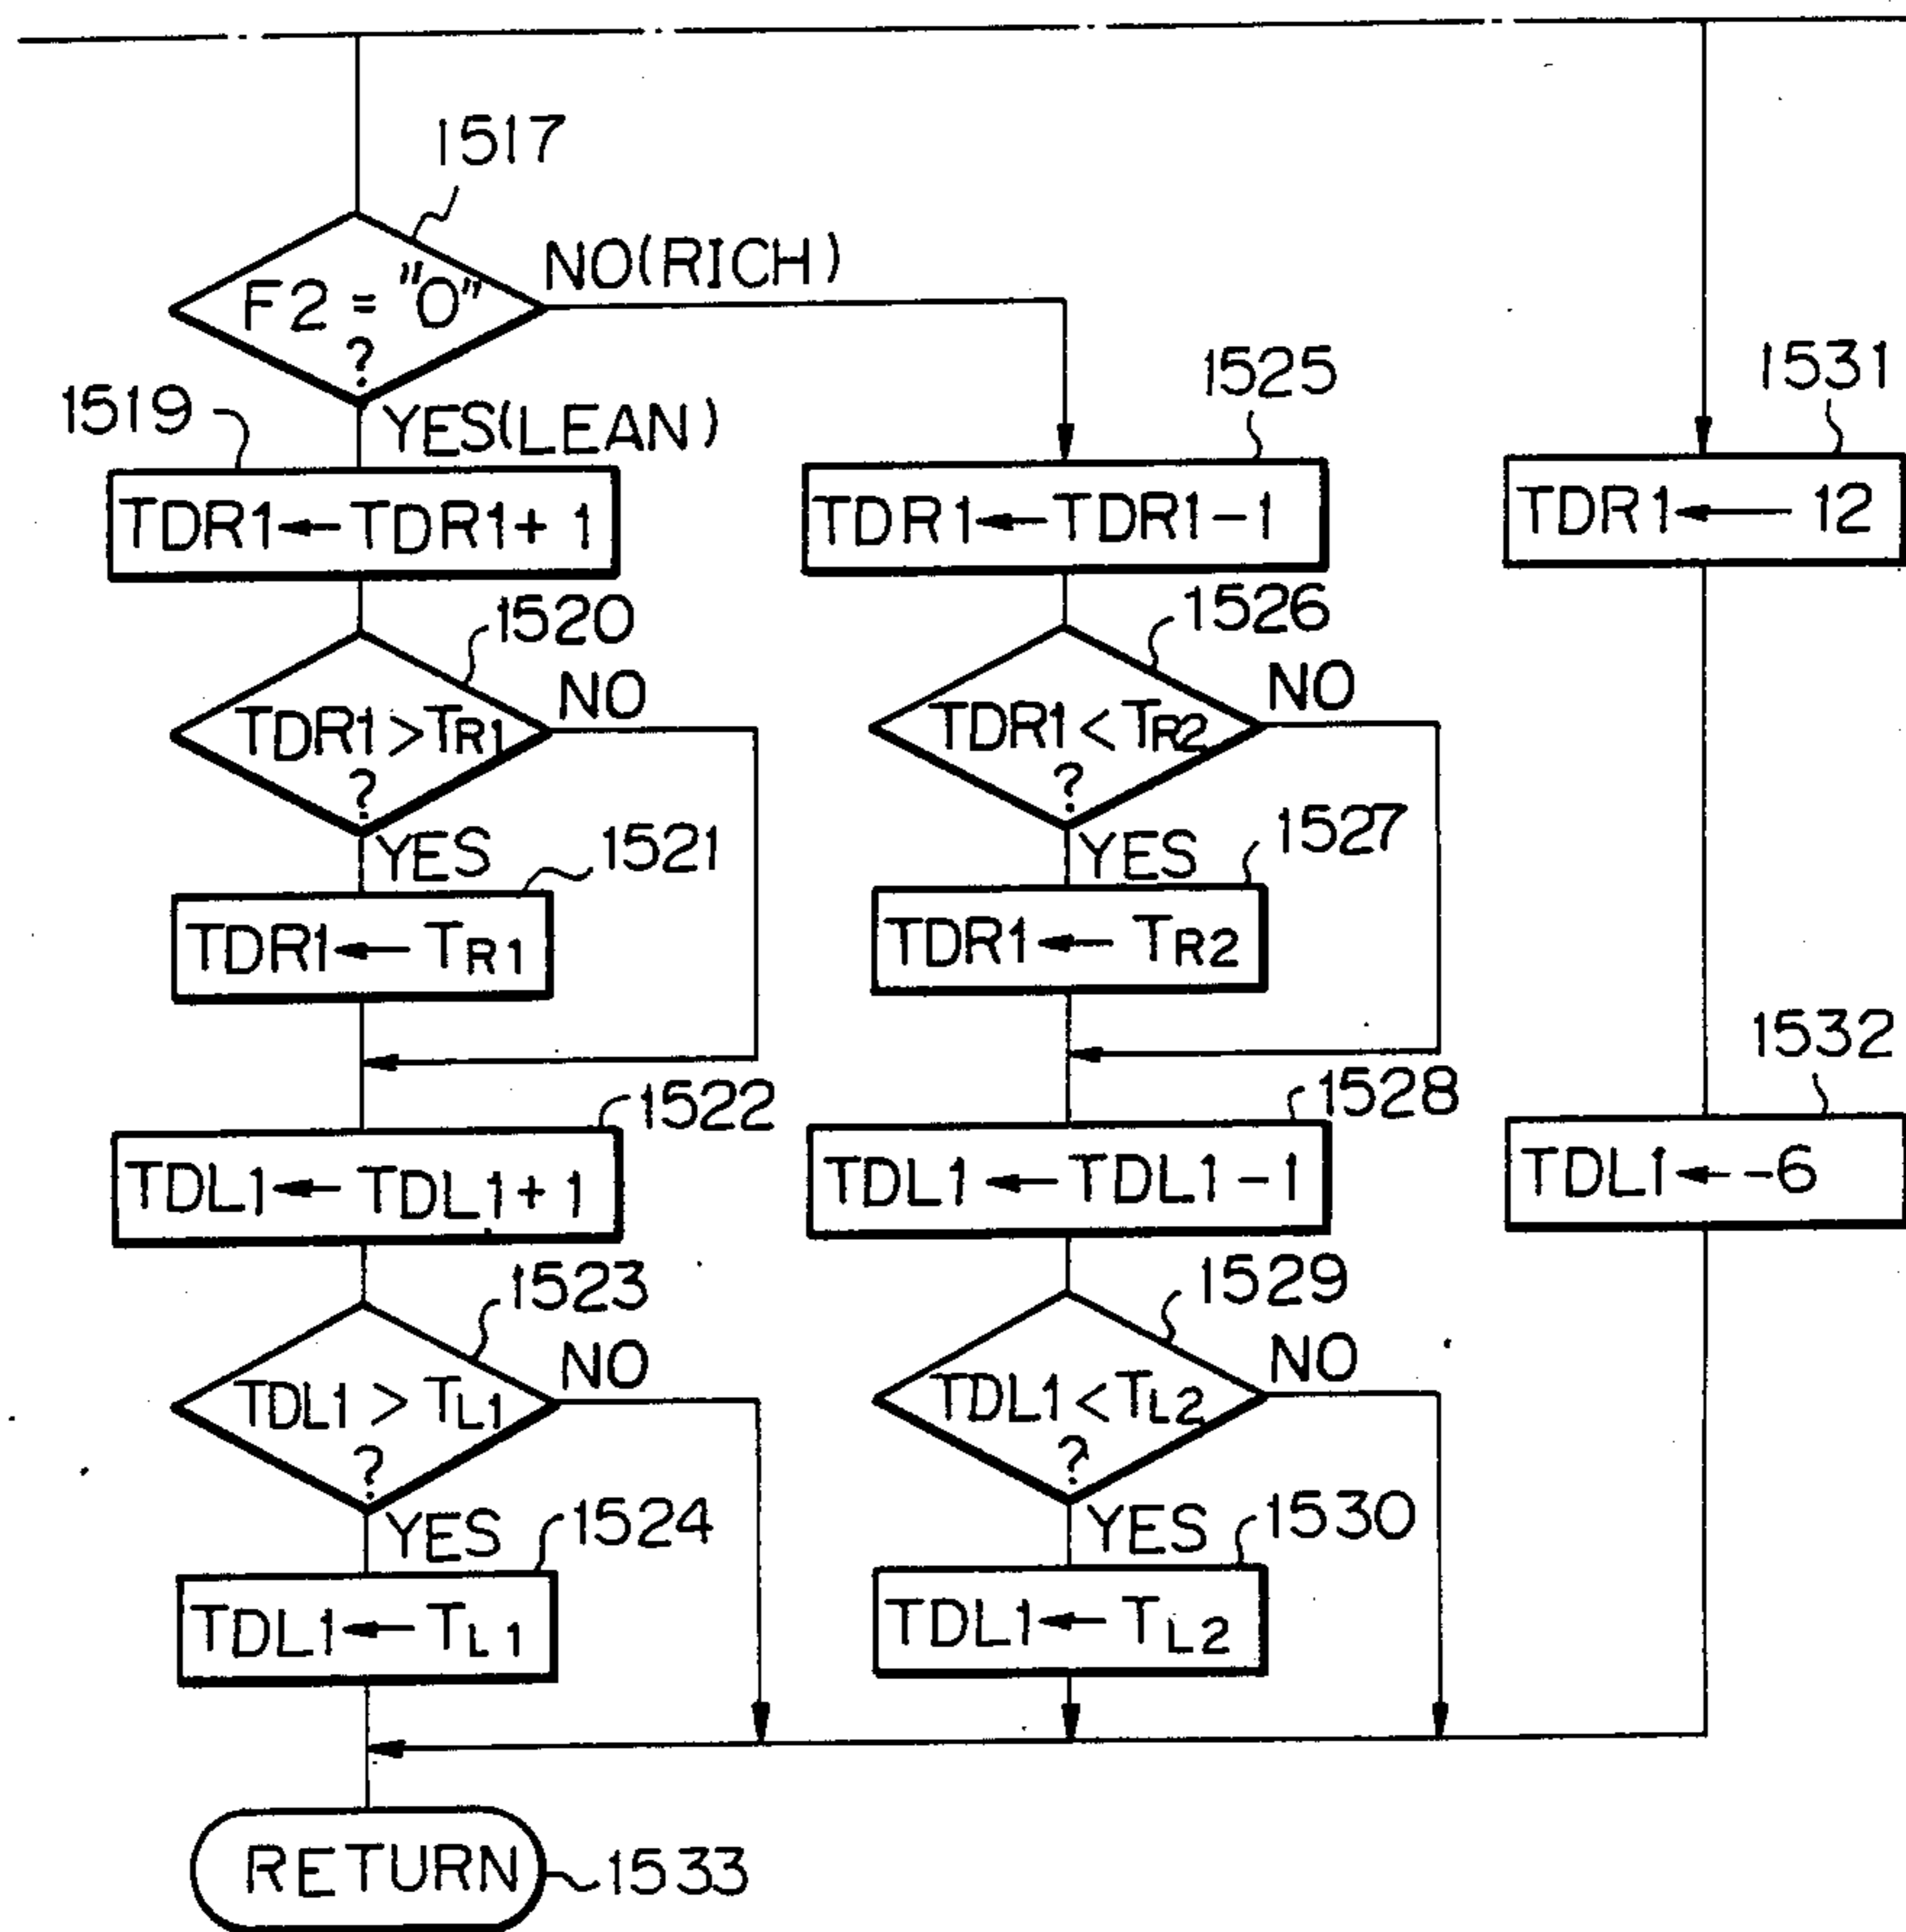 1517
F2 = "0"
?
NO(RICH)
YES(LEAN)
1519
TDR1 ← TDR1+1
1520
TDR1 > TR1
?
NO
YES
1521
TDR1 ← TR1
1522
TDL1 ← TDL1+1
1523
TDL1 > TL1
?
NO
YES
1524
TDL1 ← TL1
1525
TDR1 ← TDR1-1
1526
TDR1 < TR2
?
NO
YES
1527
TDR1 ← TR2
1528
TDL1 ← TDL1-1
1529
TDL1 < TL2
?
NO
YES
1530
TDL1 ← TL2
1531
TDR1 ← 12
1532
TDL1 ← -6
RETURN
1533